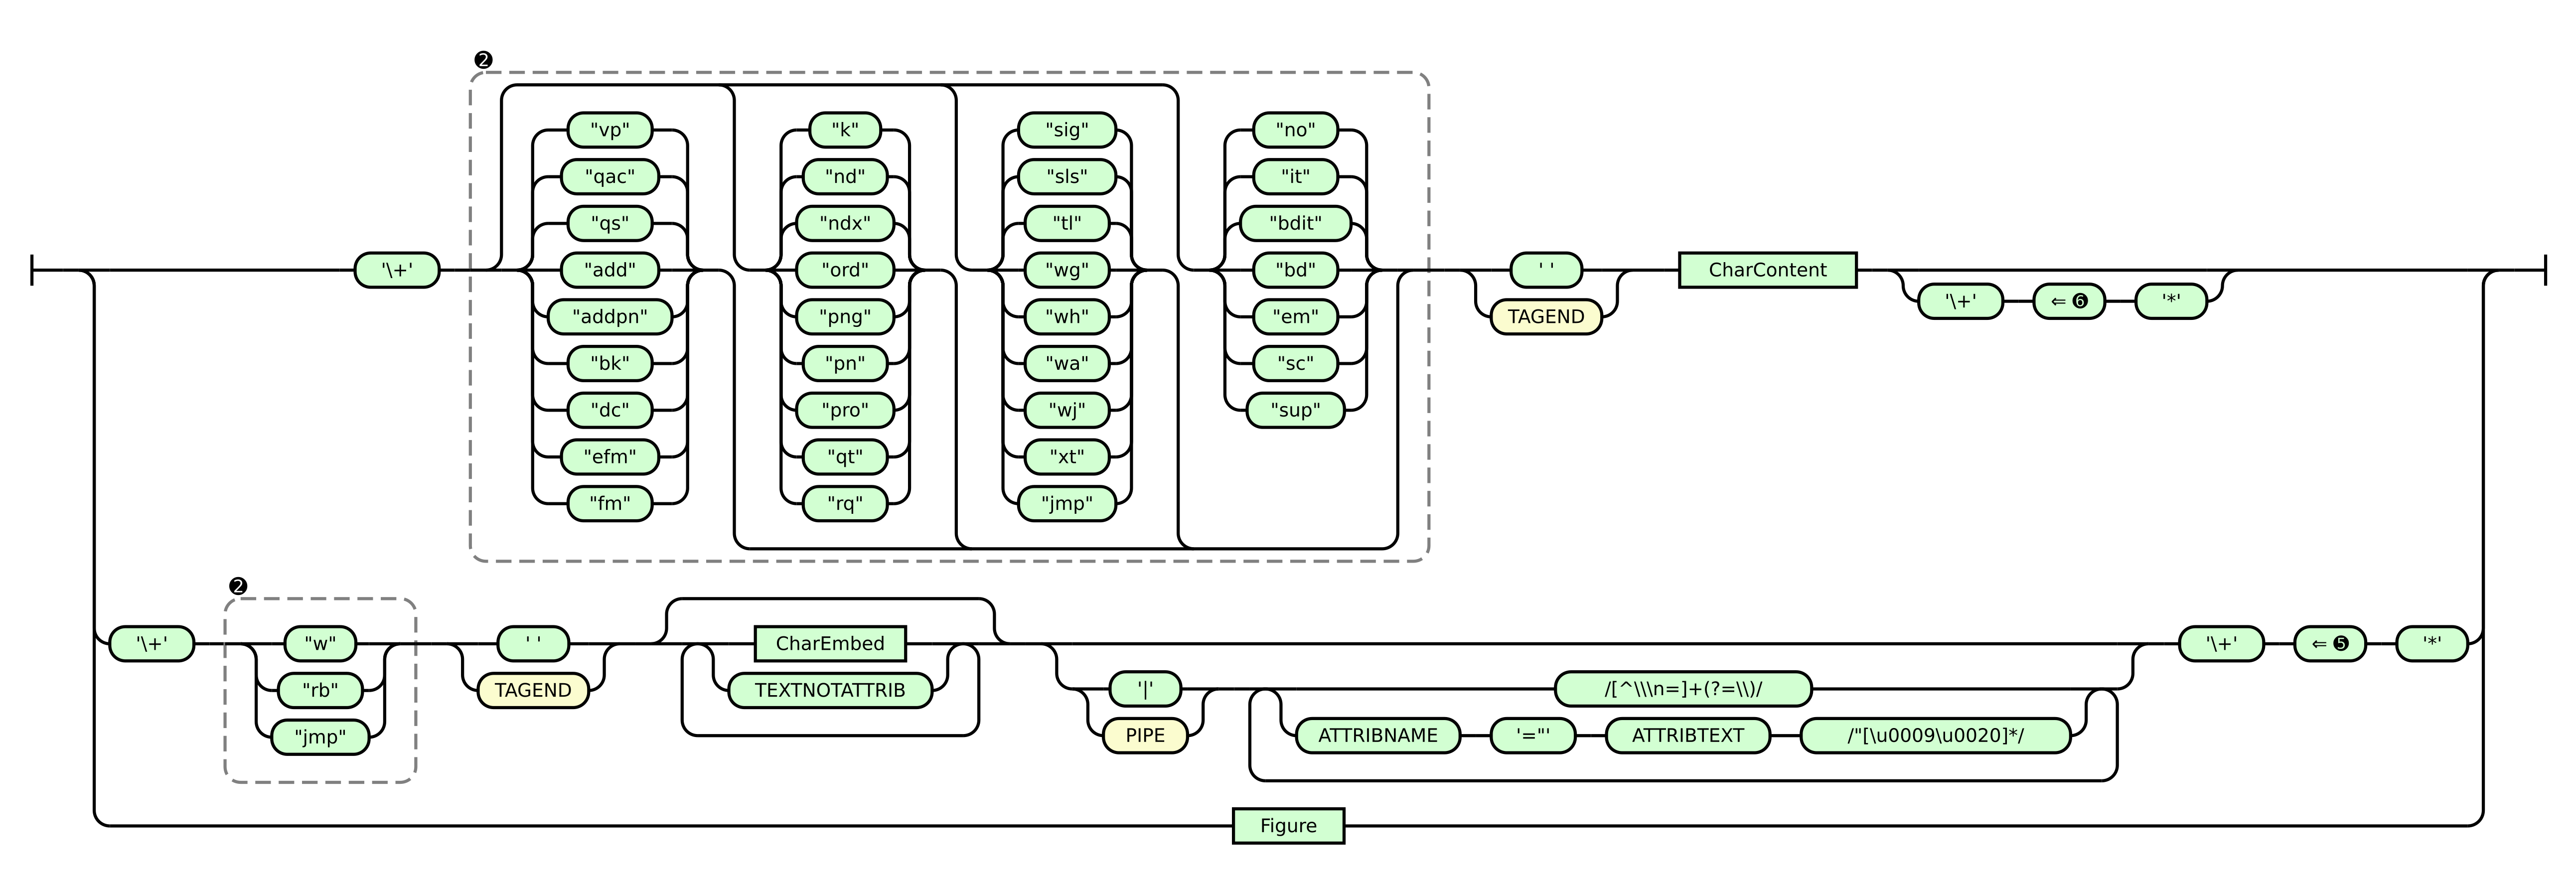 ❷
"vp" "k" "sig" "no"
"qac" "nd" "sls" "it"
"qs" "ndx" "tl" "bdit"
'\+' "add" "ord" "wg" "bd" ' ' CharContent
"addpn" "png" "wh" "em" TAGEND '\+' ⇐ ❻ '*'
"bk" "pn" "wa" "sc"
"dc" "pro" "wj" "sup"
"efm" "qt" "xt"
"fm" "rq" "jmp"
❷
'\+' "w" ' ' CharEmbed '\+' ⇐ ❺ '*'
"rb" TAGEND TEXTNOTATTRIB '|' /[^\\\n=]+(?=\\)/
"jmp" PIPE ATTRIBNAME '="' ATTRIBTEXT /"[\u0009\u0020]*/
Figure